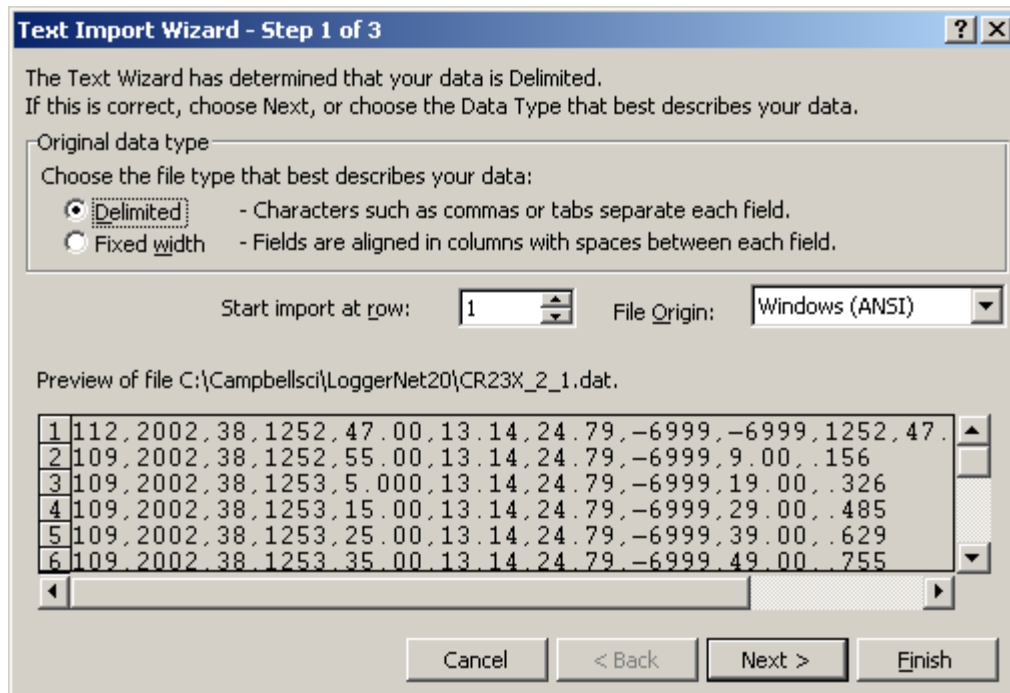 Text Import Wizard - Step 1 of 3
The Text Wizard has determined that your data is Delimited.
If this is correct, choose Next, or choose the Data Type that best describes your data.
Original data type
Choose the file type that best describes your data:
Delimited - Characters such as commas or tabs separate each field.
Fixed width - Fields are aligned in columns with spaces between each field.
Start import at row: 1 File Origin: Windows (ANSI)
Preview of file C:\Campbellsci\LoggerNet20\CR23X_2_1.dat.
1 112,2002,38,1252,47.00,13.14,24.79,-6999,-6999,1252,47.
2 109,2002,38,1252,55.00,13.14,24.79,-6999,9.00,.156
3 109,2002,38,1253,5.000,13.14,24.79,-6999,19.00,.326
4 109,2002,38,1253,15.00,13.14,24.79,-6999,29.00,.485
5 109,2002,38,1253,25.00,13.14,24.79,-6999,39.00,.629
6 109,2002,38,1253,35.00,13.14,24.79,-6999,49.00,.755
Cancel < Back Next > Finish